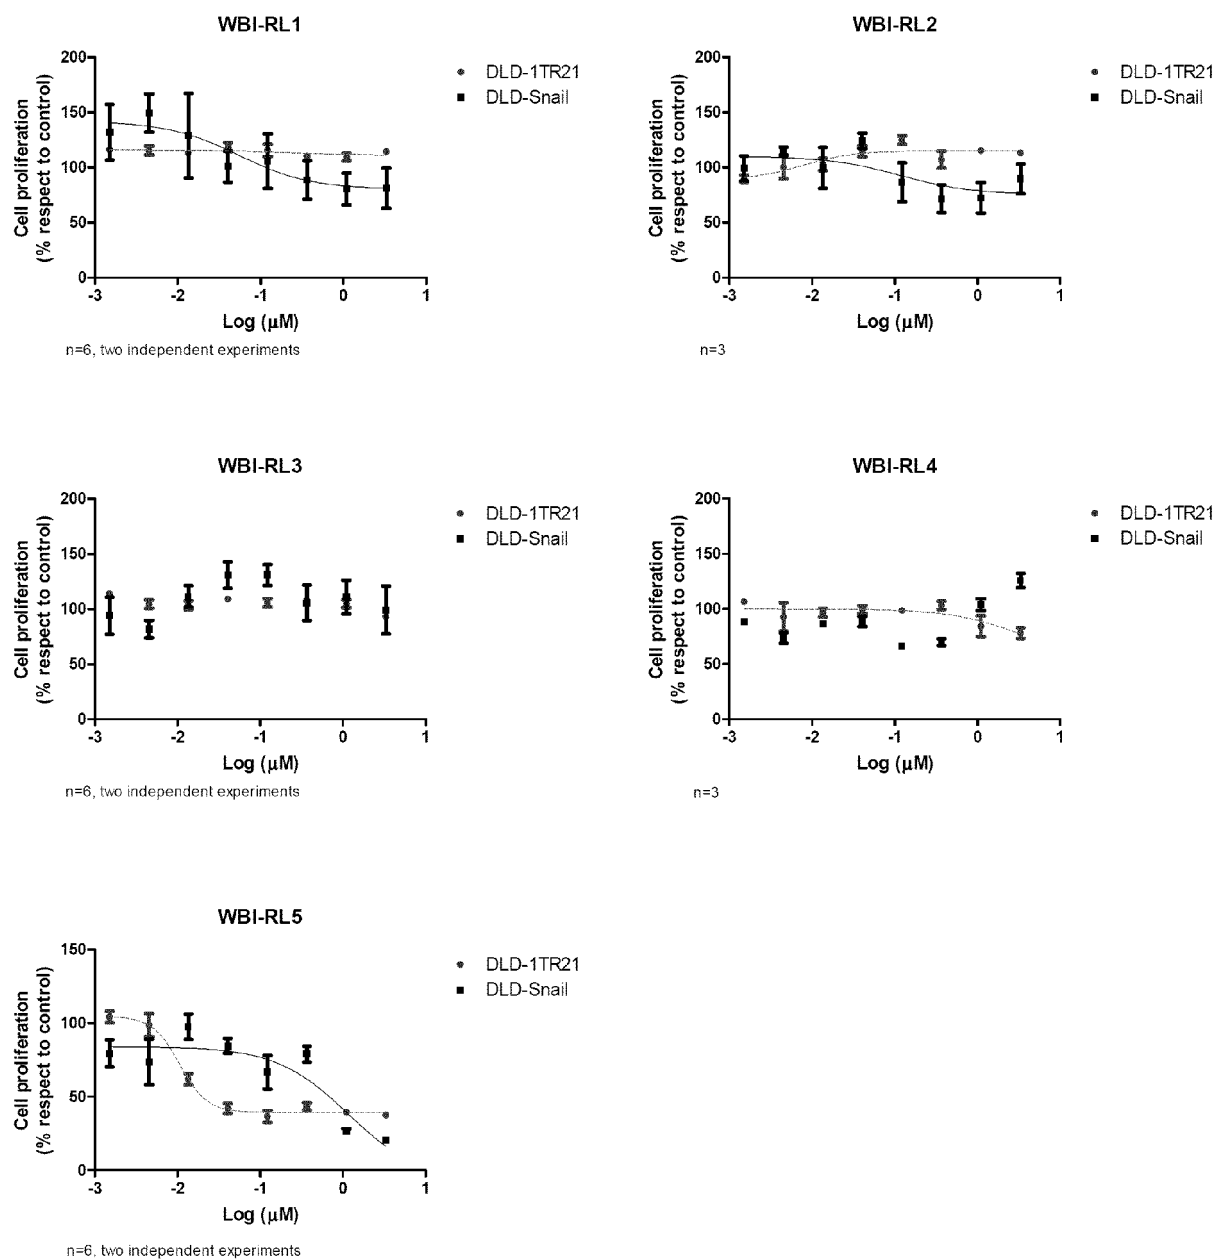 WBI-RL1
Cell proliferation
(% respect to control)
200
150
100
50
0
-3 -2 -1 0 1
Log (µM)
DLD-1TR21
DLD-Snail
n=6, two independent experiments
WBI-RL2
Cell proliferation
(% respect to control)
200
150
100
50
0
-3 -2 -1 0 1
Log (µM)
DLD-1TR21
DLD-Snail
n=3
WBI-RL3
Cell proliferation
(% respect to control)
200
150
100
50
0
-3 -2 -1 0 1
Log (µM)
DLD-1TR21
DLD-Snail
n=6, two independent experiments
WBI-RL4
Cell proliferation
(% respect to control)
200
150
100
50
0
-3 -2 -1 0 1
Log (µM)
DLD-1TR21
DLD-Snail
n=3
WBI-RL5
Cell proliferation
(% respect to control)
150
100
50
0
-3 -2 -1 0 1
Log (µM)
DLD-1TR21
DLD-Snail
n=6, two independent experiments